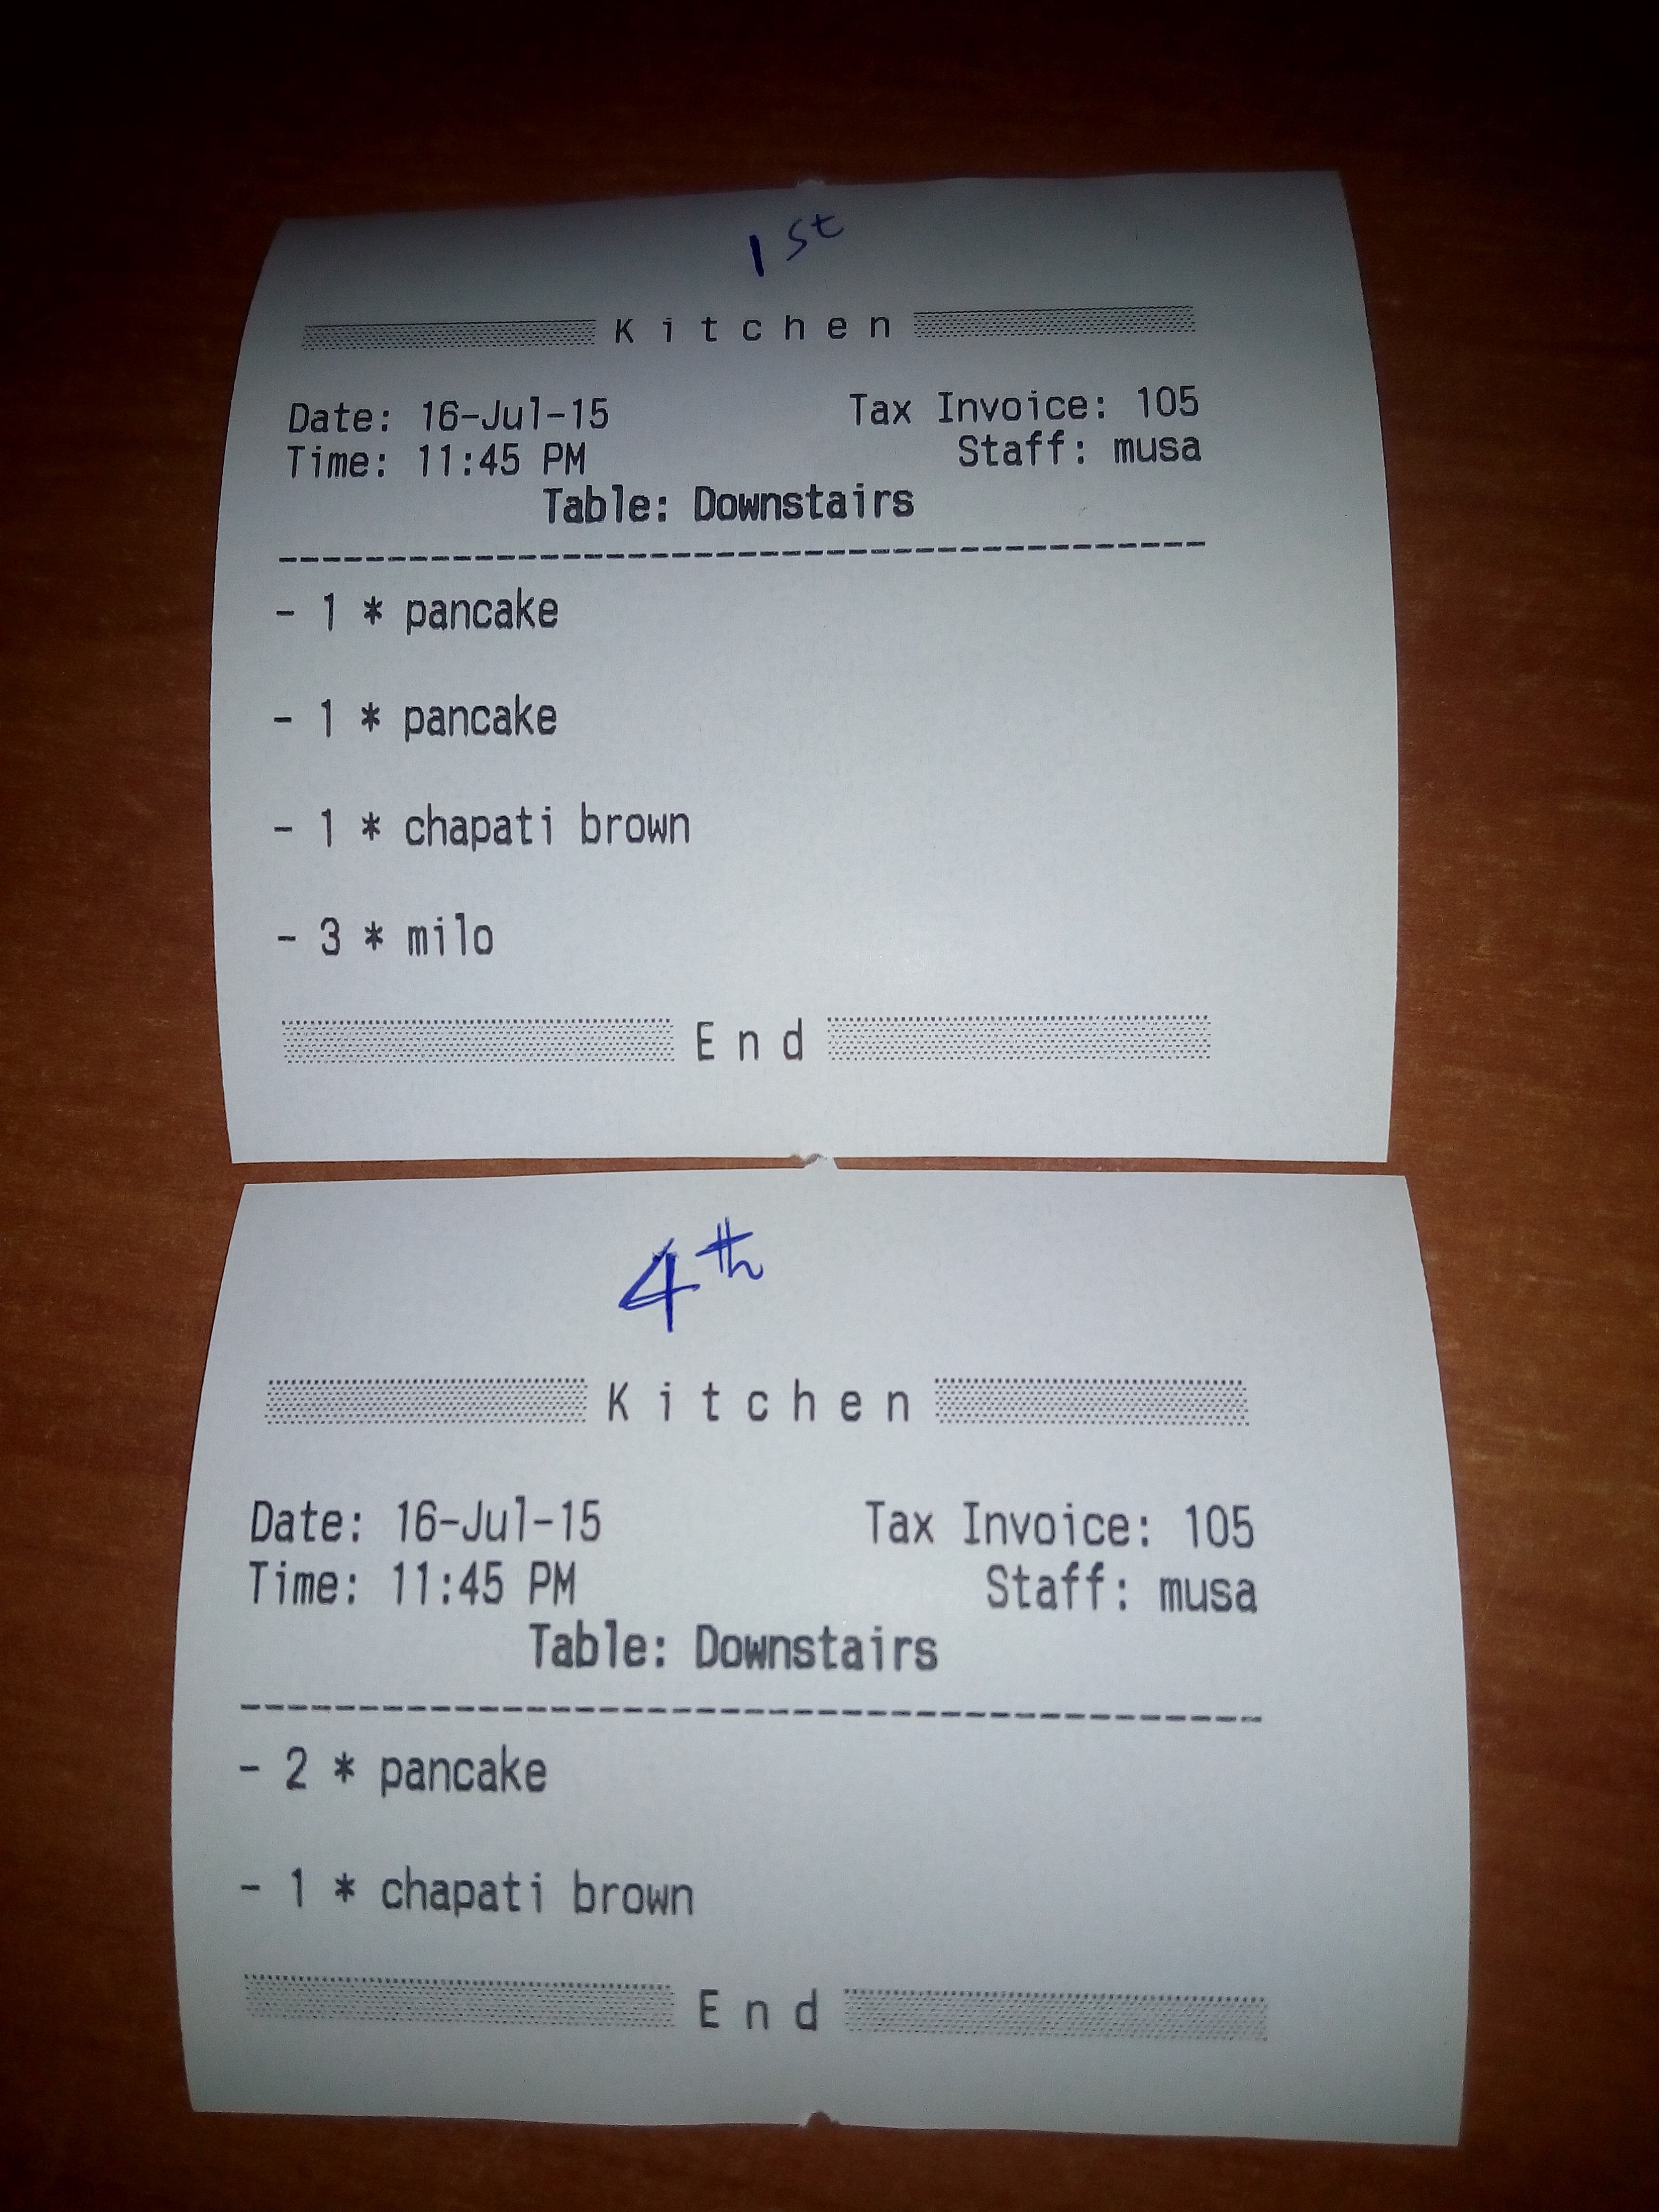 1st
Kitchen
Date: 16-Jul-15 Tax Invoice: 105
Time: 11:45 PM Staff: musa
Table: Downstairs
- 1 * pancake
- 1 * pancake
- 1 * chapati brown
- 3 * milo
End
4th
Kitchen
Date: 16-Jul-15 Tax Invoice: 105
Time: 11:45 PM Staff: musa
Table: Downstairs
- 2 * pancake
- 1 * chapati brown
End